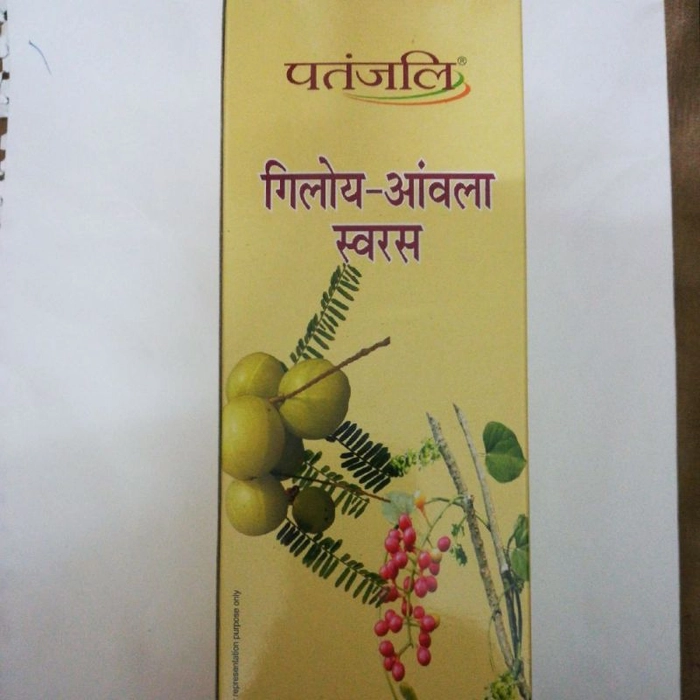 पतंजलि®
गिलोय-आंवला
स्वरस
representation purpose only